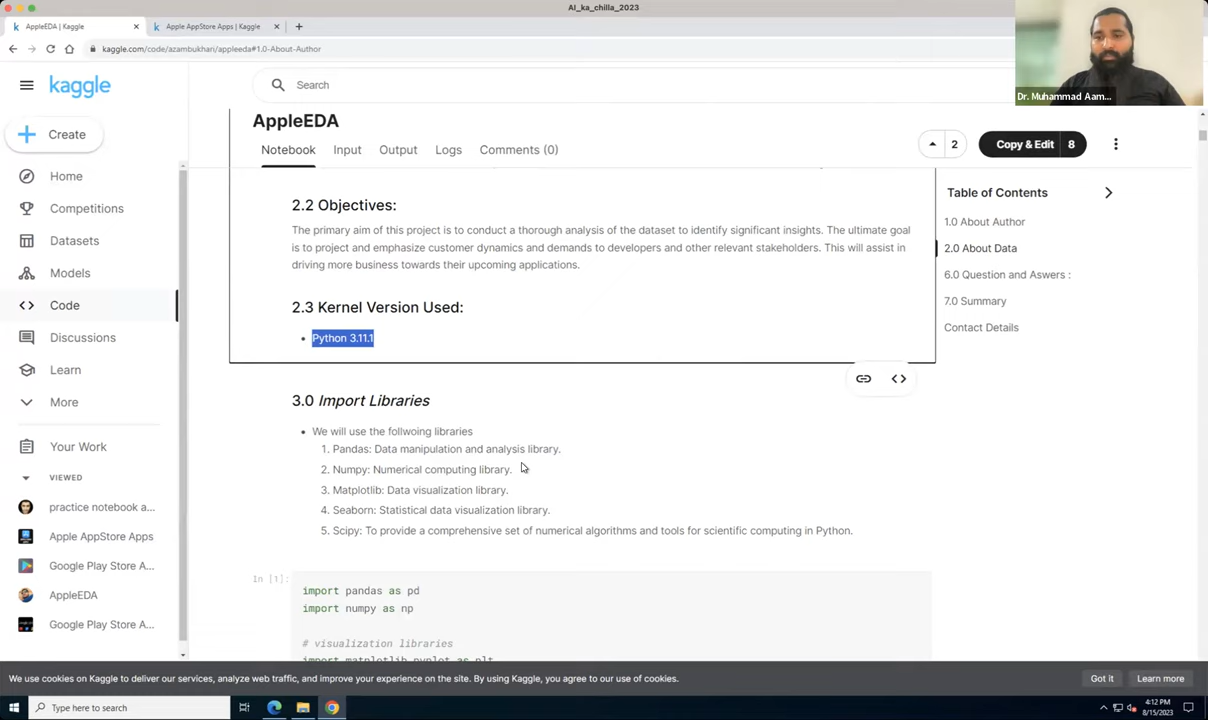 AI_ka_chilla_2023
AppleEDA | Kaggle
Apple AppStore Apps | Kaggle
kaggle.com/code/azambukhari/appleeda#1.0-About-Author
Dr. Muhammad Aam...
kaggle
Search
Create
AppleEDA
Notebook
Input
Output
Logs
Comments (0)
2
Copy & Edit
8
Home
Competitions
Datasets
Models
Code
Discussions
Learn
More
Your Work
VIEWED
practice notebook a...
Apple AppStore Apps
Google Play Store A...
AppleEDA
Google Play Store A...
2.2 Objectives:
The primary aim of this project is to conduct a thorough analysis of the dataset to identify significant insights. The ultimate goal
is to project and emphasize customer dynamics and demands to developers and other relevant stakeholders. This will assist in
driving more business towards their upcoming applications.
2.3 Kernel Version Used:
• Python 3.11.1
3.0 Import Libraries
• We will use the follwoing libraries
1. Pandas: Data manipulation and analysis library.
2. Numpy: Numerical computing library.
3. Matplotlib: Data visualization library.
4. Seaborn: Statistical data visualization library.
5. Scipy: To provide a comprehensive set of numerical algorithms and tools for scientific computing in Python.
In [1]:
import pandas as pd
import numpy as np
# visualization libraries
import matplotlib.pyplot as plt
Table of Contents
1.0 About Author
2.0 About Data
6.0 Question and Aswers :
7.0 Summary
Contact Details
We use cookies on Kaggle to deliver our services, analyze web traffic, and improve your experience on the site. By using Kaggle, you agree to our use of cookies.
Got it
Learn more
Type here to search
4:12 PM
8/15/2023